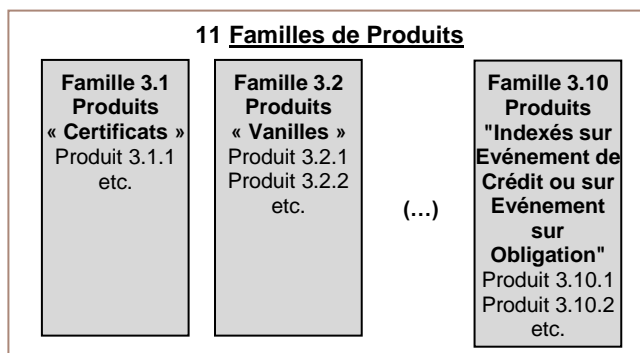 11 Familles de Produits
Famille 3.1
Produits
« Certificats »
Produit 3.1.1
etc.
Famille 3.2
Produits
« Vanilles »
Produit 3.2.1
Produit 3.2.2
etc.
(…)
Famille 3.10
Produits
"Indexés sur
Evénement de
Crédit ou sur
Evénement
sur
Obligation"
Produit 3.10.1
Produit 3.10.2
etc.